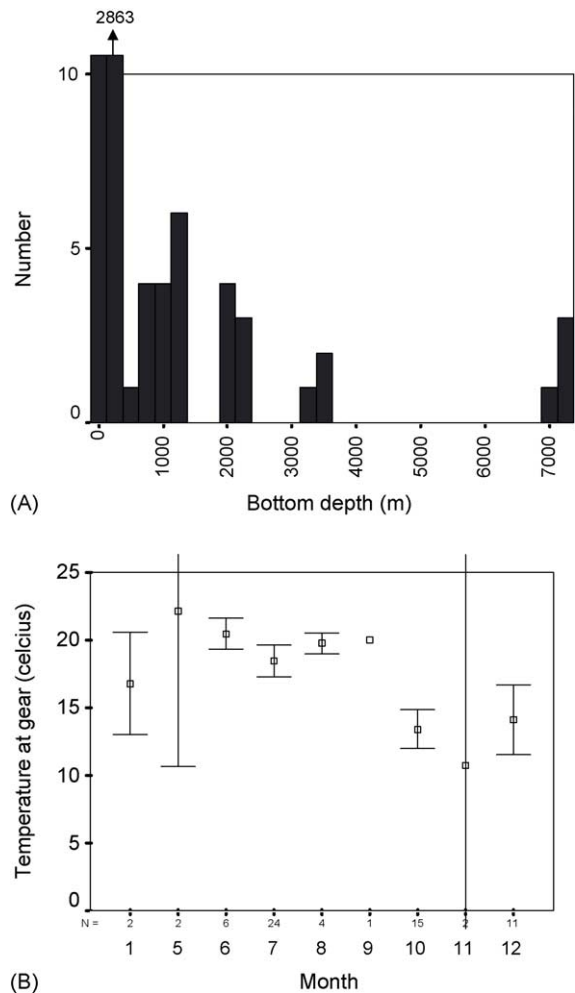 2863
10
5
0
Number
0 1000 2000 3000 4000 5000 6000 7000
(A)
Bottom depth (m)
25
20
15
10
5
0
Temperature at gear (celcius)
N = 2 2 6 24 4 1 15 2 11
1 5 6 7 8 9 10 11 12
(B)
Month